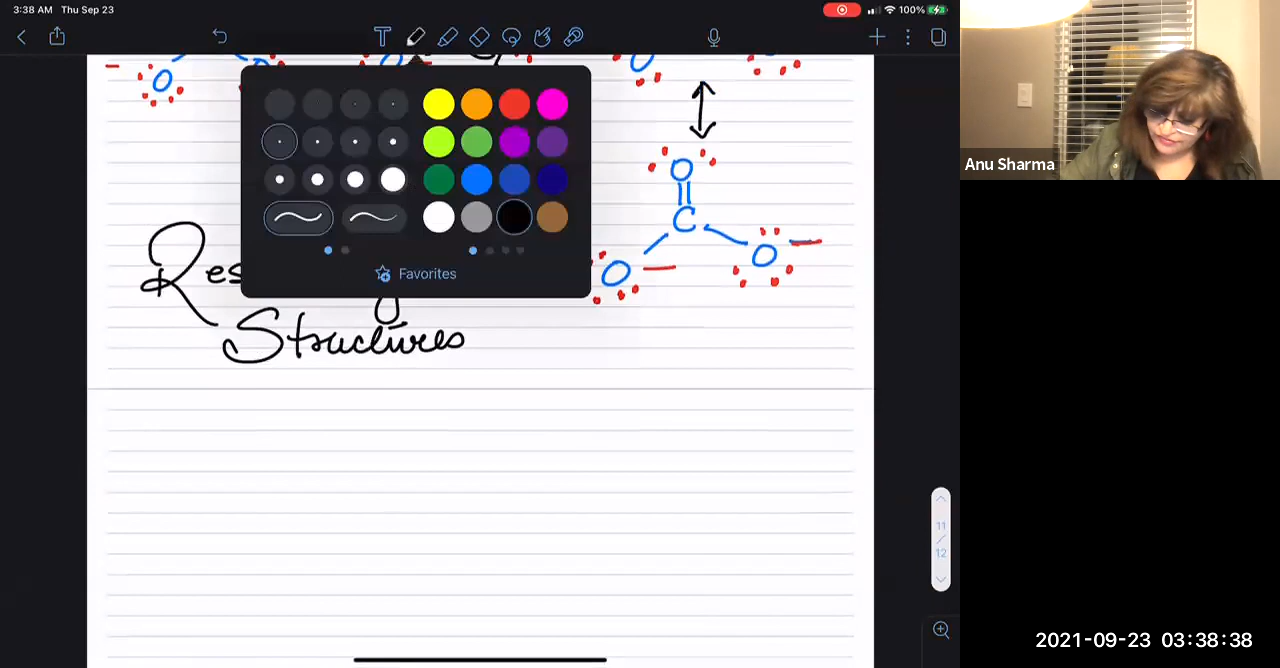 3:38 AM Thu Sep 23
100%
T
O
O
C
O
O
Res
Structures
Favorites
11
/
12
Anu Sharma
2021-09-23 03:38:38